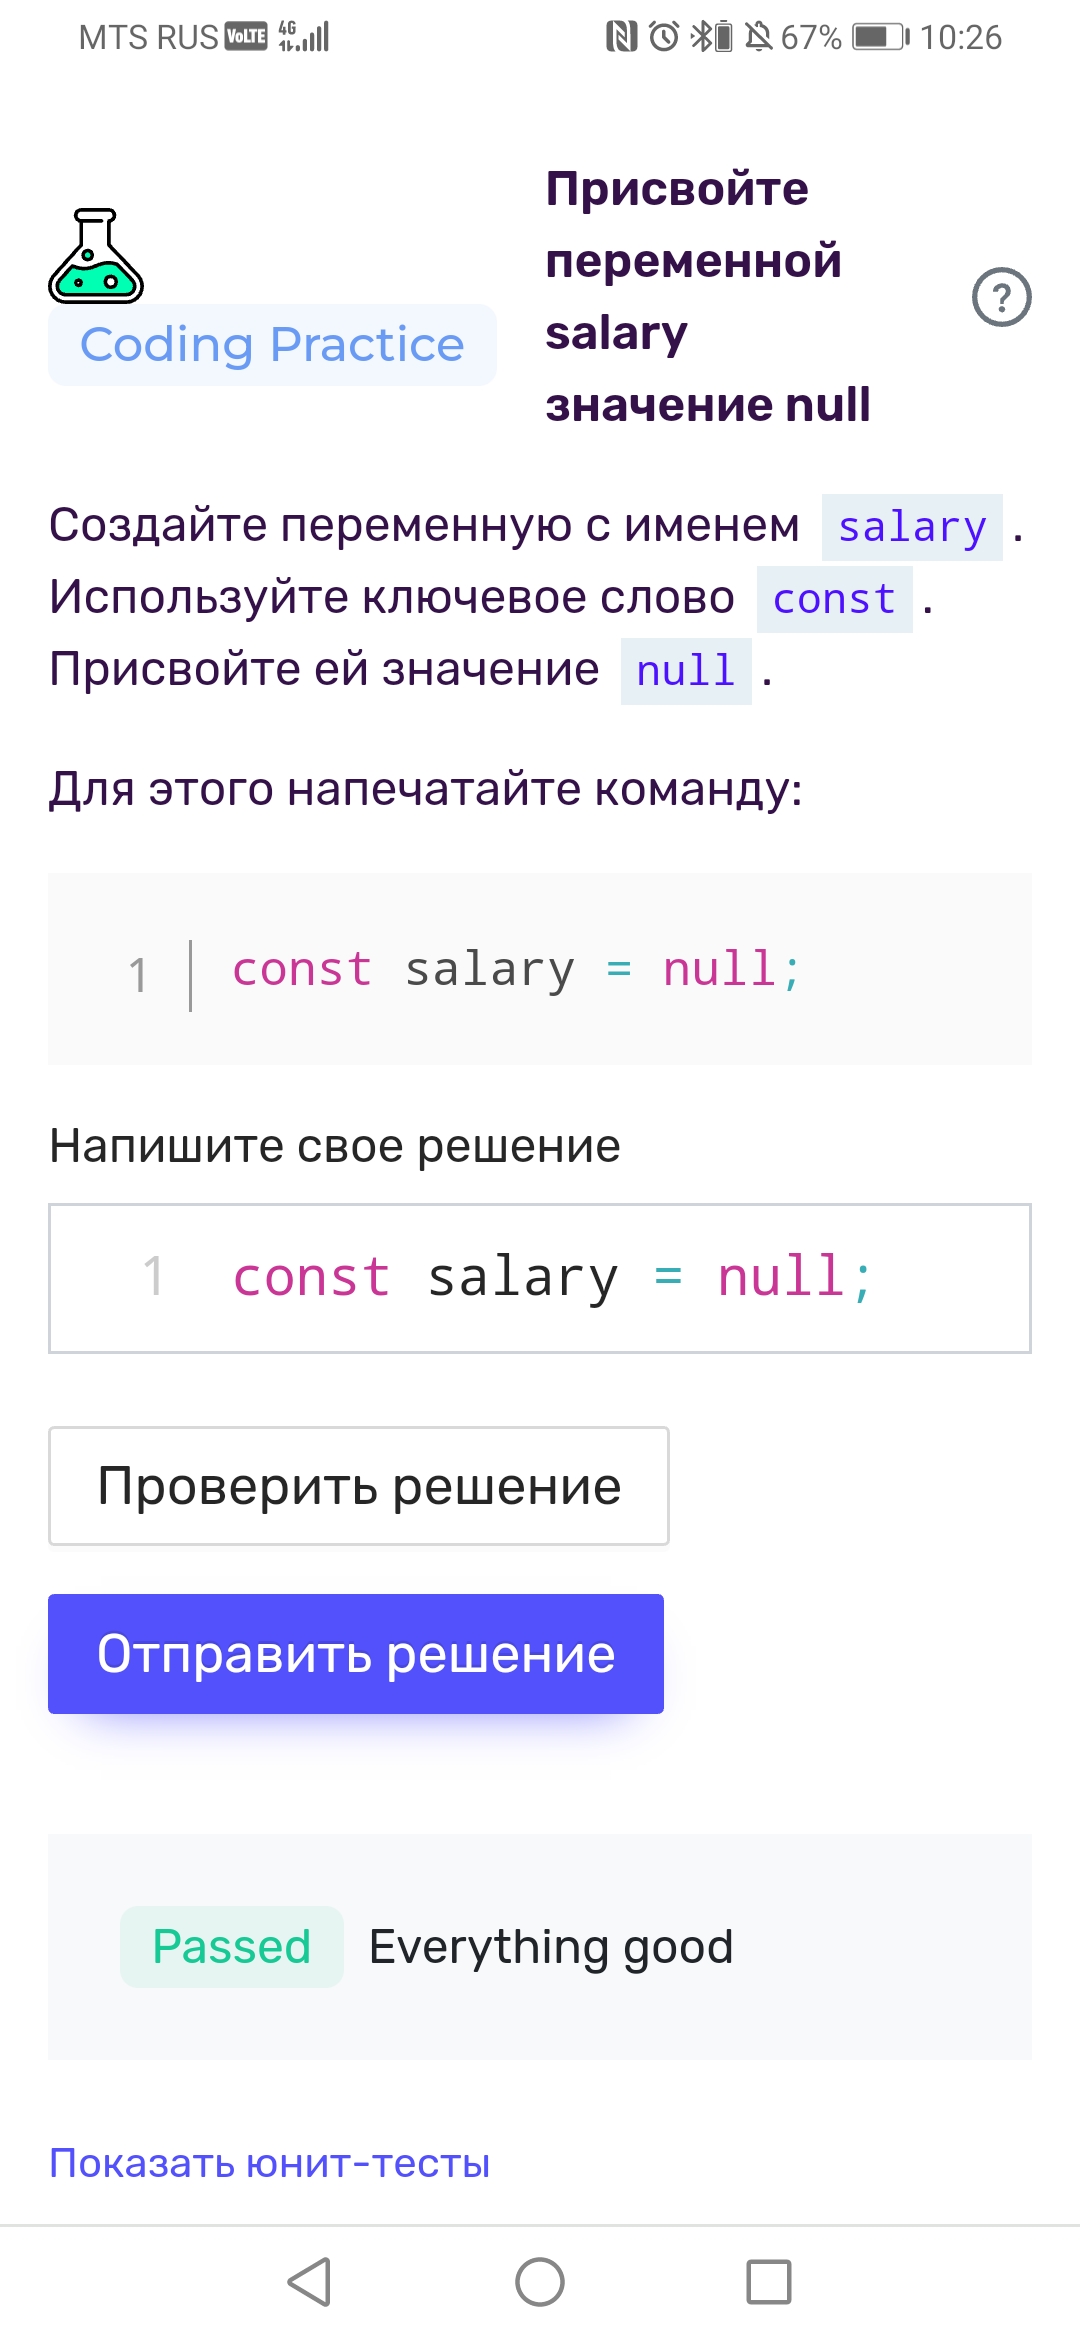 MTS RUS VoLTE 4G 67% 10:26
Coding Practice
Присвойте
переменной
salary
значение null
?
Создайте переменную с именем salary .
Используйте ключевое слово const .
Присвойте ей значение null .
Для этого напечатайте команду:
1 const salary = null;
Напишите свое решение
1 const salary = null;
Проверить решение
Отправить решение
Passed Everything good
Показать юнит-тесты